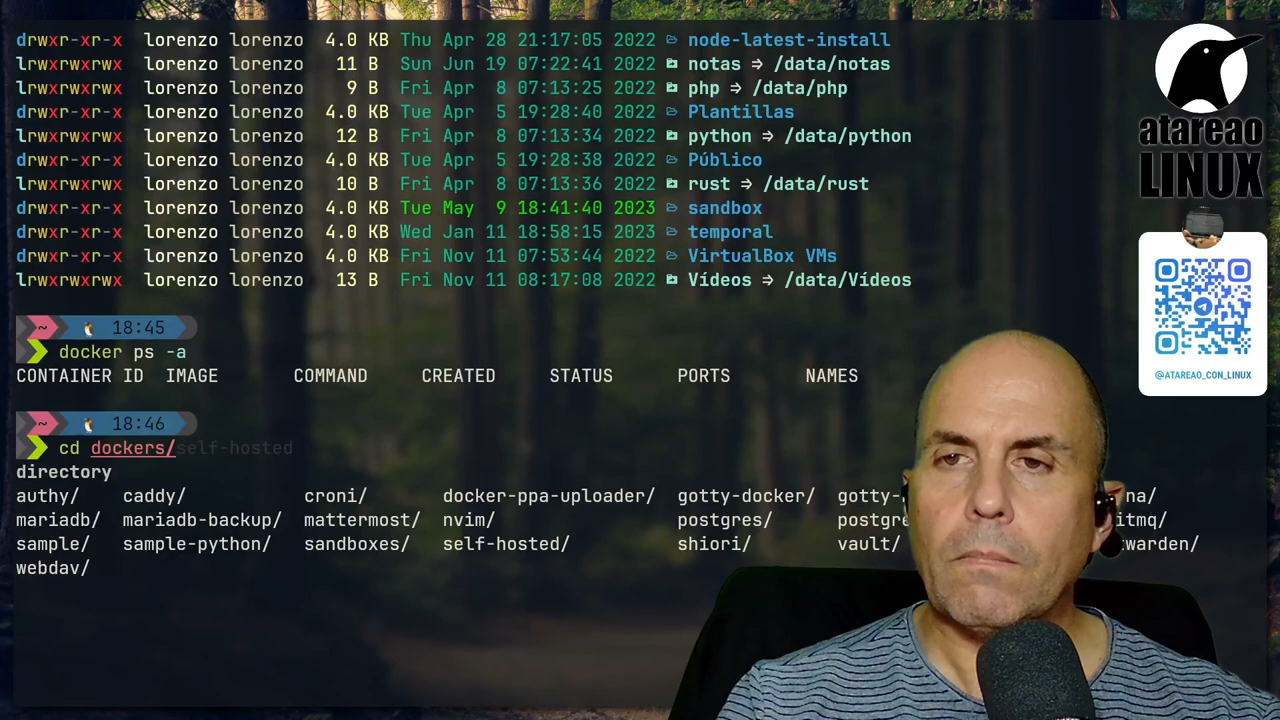 drwxr-xr-x lorenzo lorenzo 4.0 KB Thu Apr 28 21:17:05 2022 node-latest-install
lrwxrwxrwx lorenzo lorenzo 11 B Sun Jun 19 07:22:41 2022 notas ⇒ /data/notas
lrwxrwxrwx lorenzo lorenzo 9 B Fri Apr 8 07:13:25 2022 php ⇒ /data/php
drwxr-xr-x lorenzo lorenzo 4.0 KB Tue Apr 5 19:28:40 2022 Plantillas
lrwxrwxrwx lorenzo lorenzo 12 B Fri Apr 8 07:13:34 2022 python ⇒ /data/python
drwxr-xr-x lorenzo lorenzo 4.0 KB Tue Apr 5 19:28:38 2022 Público
lrwxrwxrwx lorenzo lorenzo 10 B Fri Apr 8 07:13:36 2022 rust ⇒ /data/rust
drwxr-xr-x lorenzo lorenzo 4.0 KB Tue May 9 18:41:40 2023 sandbox
drwxr-xr-x lorenzo lorenzo 4.0 KB Wed Jan 11 18:58:15 2023 temporal
drwxr-xr-x lorenzo lorenzo 4.0 KB Fri Nov 11 07:53:44 2022 VirtualBox VMs
lrwxrwxrwx lorenzo lorenzo 13 B Fri Nov 11 08:17:08 2022 Vídeos ⇒ /data/Vídeos
~ 18:45
docker ps -a
CONTAINER ID IMAGE COMMAND CREATED STATUS PORTS NAMES
~ 18:46
cd dockers/self-hosted
directory
authy/ caddy/ croni/ docker-ppa-uploader/ gotty-docker/
mariadb/ mariadb-backup/ mattermost/ nvim/ postgres/
sample/ sample-python/ sandboxes/ self-hosted/ shiori/ vault/
webdav/
atareao
LINUX
@ATAREAO_CON_LINUX